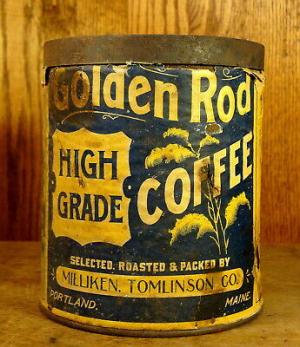 Golden Rod
HIGH
GRADE
COFFEE
SELECTED, ROASTED & PACKED BY
MILLIKEN, TOMLINSON CO.
PORTLAND, MAINE.